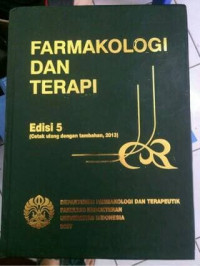 FARMAKOLOGI
DAN
TERAPI
Edisi 5
(Cetak ulang dengan tambahan, 2012)
DEPARTEMEN FARMAKOLOGI DAN TERAPEUTIK
FAKULTAS KEDOKTERAN
UNIVERSITAS INDONESIA